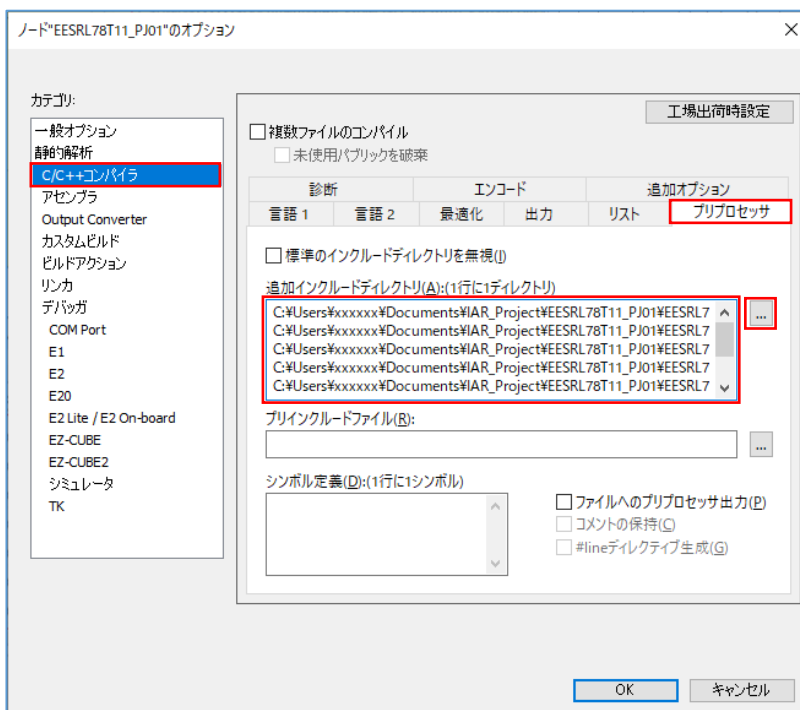 ノード"EESRL78T11_PJ01"のオプション
カテゴリ:
一般オプション
静的解析
C/C++コンパイラ
アセンブラ
Output Converter
カスタムビルド
ビルドアクション
リンカ
デバッガ
COM Port
E1
E2
E20
E2 Lite / E2 On-board
EZ-CUBE
EZ-CUBE2
シミュレータ
TK
工場出荷時設定
複数ファイルのコンパイル
未使用パブリックを破棄
診断 エンコード 追加オプション
言語 1 言語 2 最適化 出力 リスト プリプロセッサ
標準のインクルードディレクトリを無視(I)
追加インクルードディレクトリ(A):(1行に1ディレクトリ)
C:¥Users¥xxxxxx¥Documents¥IAR_Project¥EESRL78T11_PJ01¥EESRL7
C:¥Users¥xxxxxx¥Documents¥IAR_Project¥EESRL78T11_PJ01¥EESRL7
C:¥Users¥xxxxxx¥Documents¥IAR_Project¥EESRL78T11_PJ01¥EESRL7
C:¥Users¥xxxxxx¥Documents¥IAR_Project¥EESRL78T11_PJ01¥EESRL7
C:¥Users¥xxxxxx¥Documents¥IAR_Project¥EESRL78T11_PJ01¥EESRL7
...
プリインクルードファイル(R):
...
シンボル定義(D):(1行に1シンボル)
ファイルへのプリプロセッサ出力(P)
コメントの保持(C)
#lineディレクティブ生成(G)
OK キャンセル